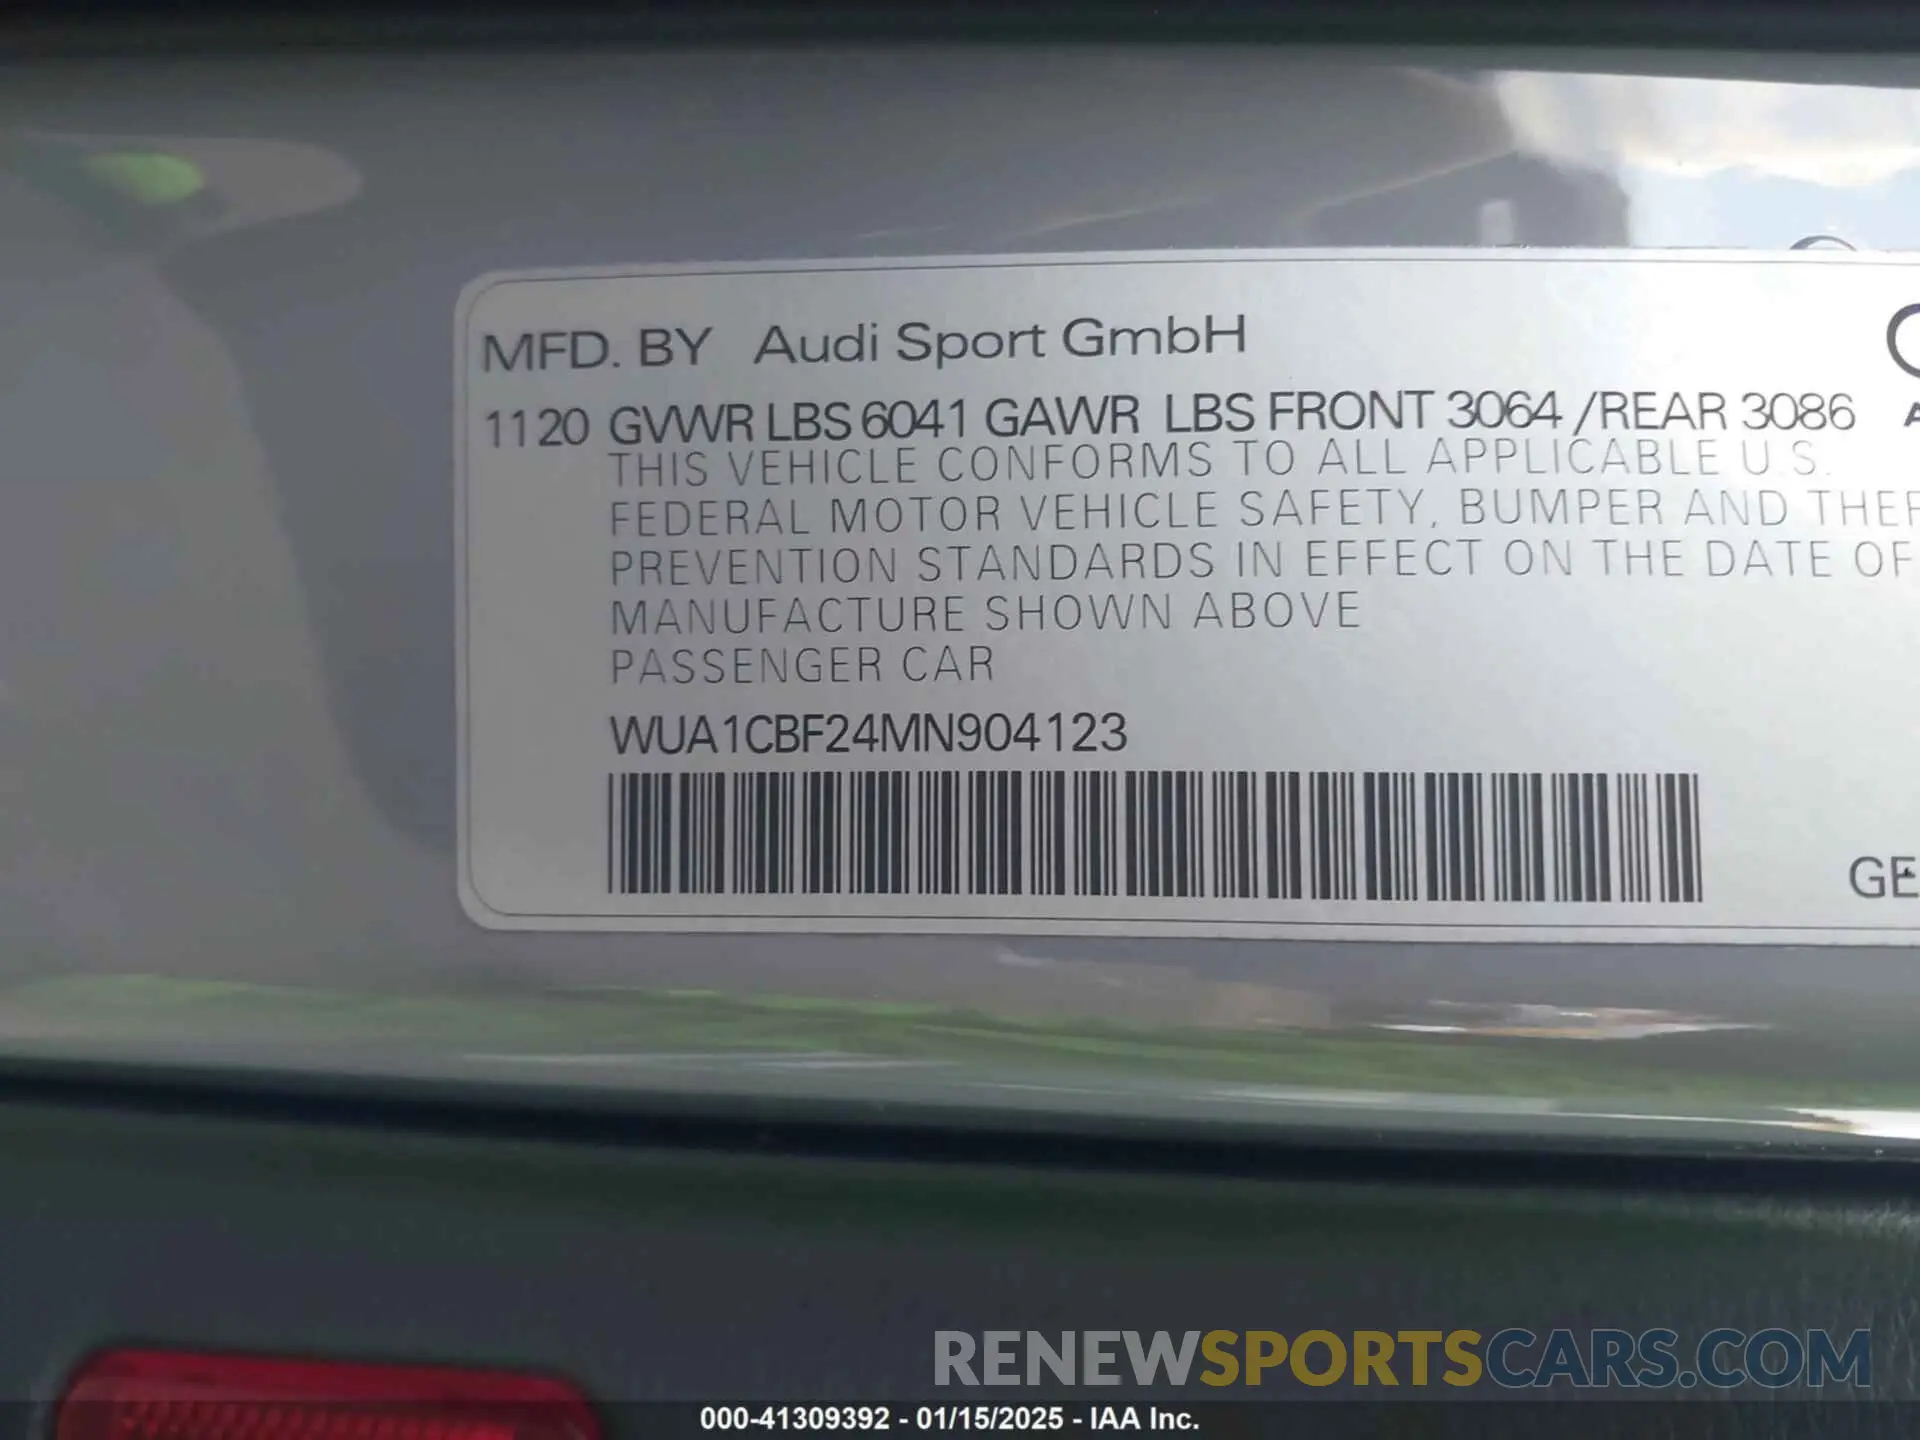 MFD. BY Audi Sport GmbH
1120 GVWR LBS 6041 GAWR LBS FRONT 3064 /REAR 3086
THIS VEHICLE CONFORMS TO ALL APPLICABLE U.S.
FEDERAL MOTOR VEHICLE SAFETY, BUMPER AND THEF
PREVENTION STANDARDS IN EFFECT ON THE DATE OF
MANUFACTURE SHOWN ABOVE
PASSENGER CAR
WUA1CBF24MN904123
GE
RENEWSPORTSCARS.COM
000-41309392 - 01/15/2025 - IAA Inc.